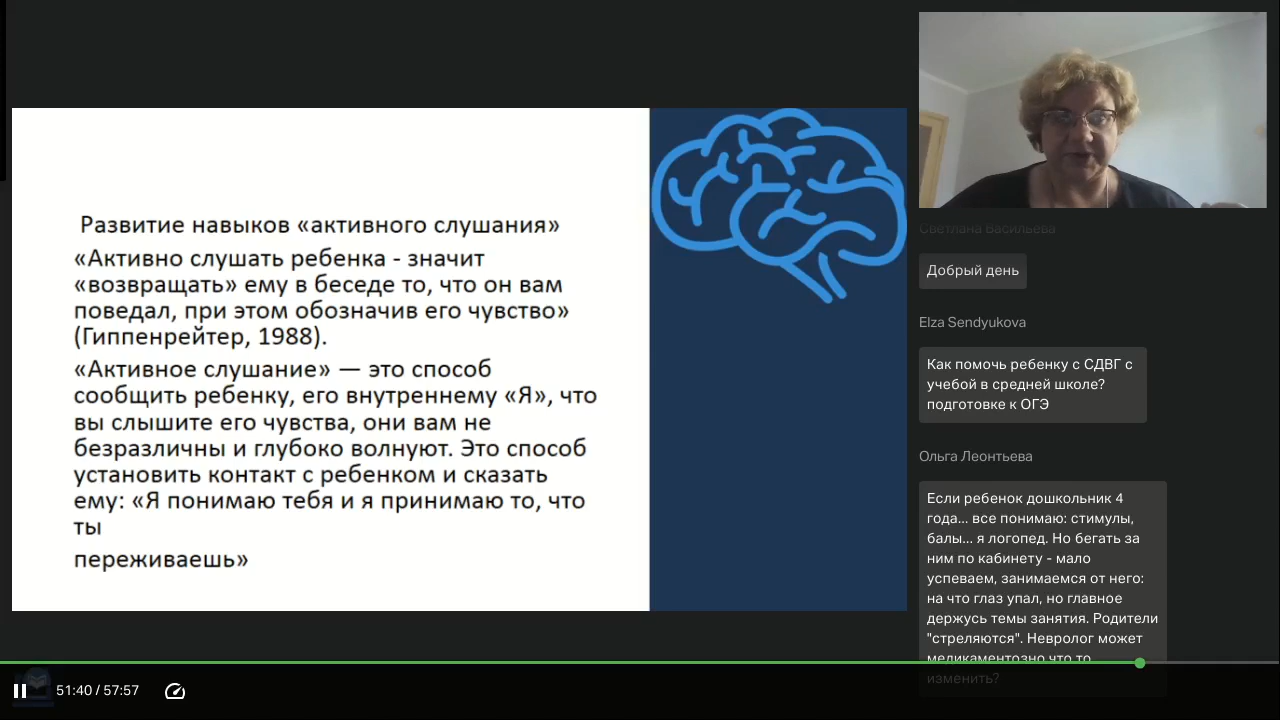 Развитие навыков «активного слушания»
«Активно слушать ребенка - значит
«возвращать» ему в беседе то, что он вам
поведал, при этом обозначив его чувство»
(Гиппенрейтер, 1988).
«Активное слушание» — это способ
сообщить ребенку, его внутреннему «Я», что
вы слышите его чувства, они вам не
безразличны и глубоко волнуют. Это способ
установить контакт с ребенком и сказать
ему: «Я понимаю тебя и я принимаю то, что
ты
переживаешь»
Светлана Васильева
Добрый день
Elza Sendyukova
Как помочь ребенку с СДВГ с
учебой в средней школе?
подготовке к ОГЭ
Ольга Леонтьева
Если ребенок дошкольник 4
года... все понимаю: стимулы,
балы... я логопед. Но бегать за
ним по кабинету - мало
успеваем, занимаемся от него:
на что глаз упал, но главное
держусь темы занятия. Родители
"стреляются". Невролог может
медикаментозно что то
изменить?
51:40 / 57:57